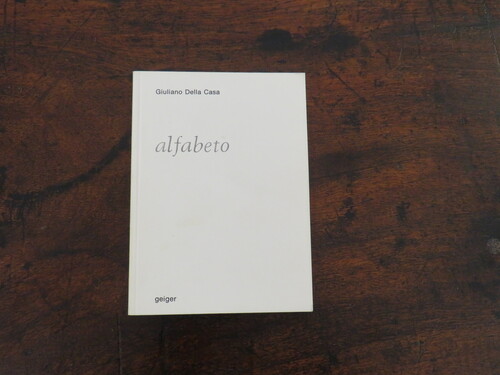 Giuliano Della Casa
alfabeto
geiger